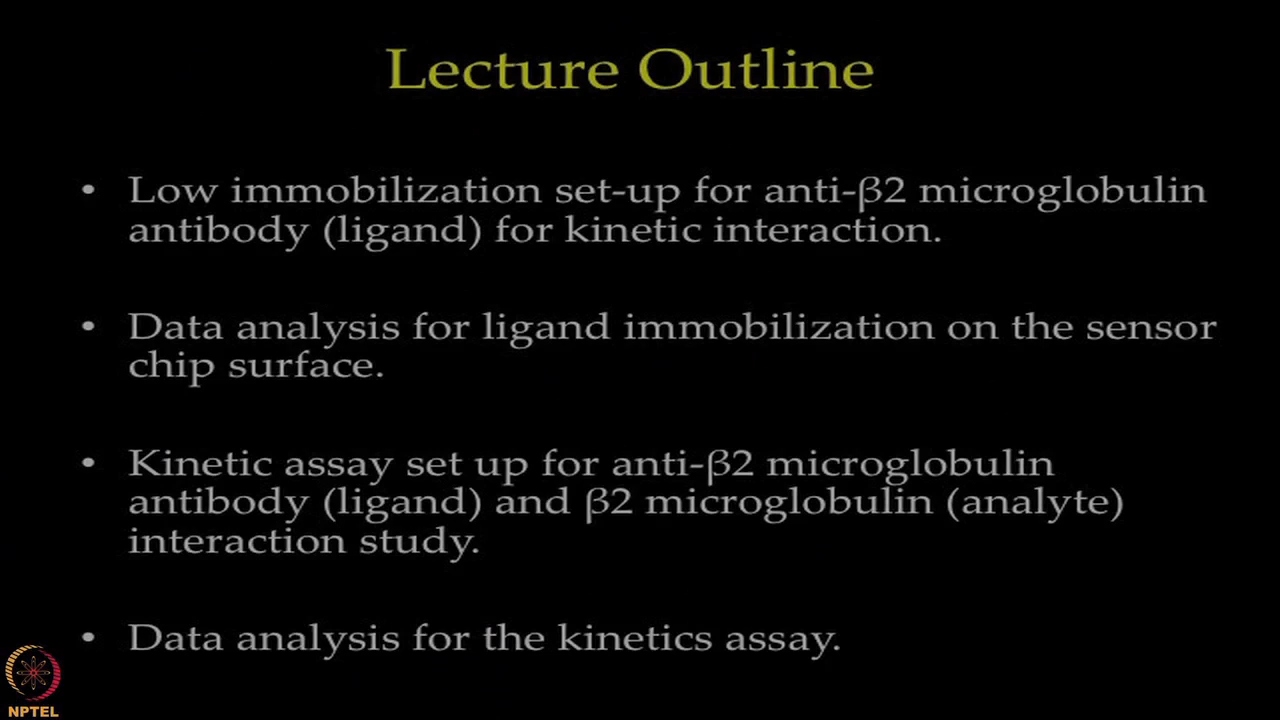 Lecture Outline
• Low immobilization set-up for anti-β2 microglobulin
antibody (ligand) for kinetic interaction.
• Data analysis for ligand immobilization on the sensor
chip surface.
• Kinetic assay set up for anti-β2 microglobulin
antibody (ligand) and β2 microglobulin (analyte)
interaction study.
• Data analysis for the kinetics assay.
NPTEL